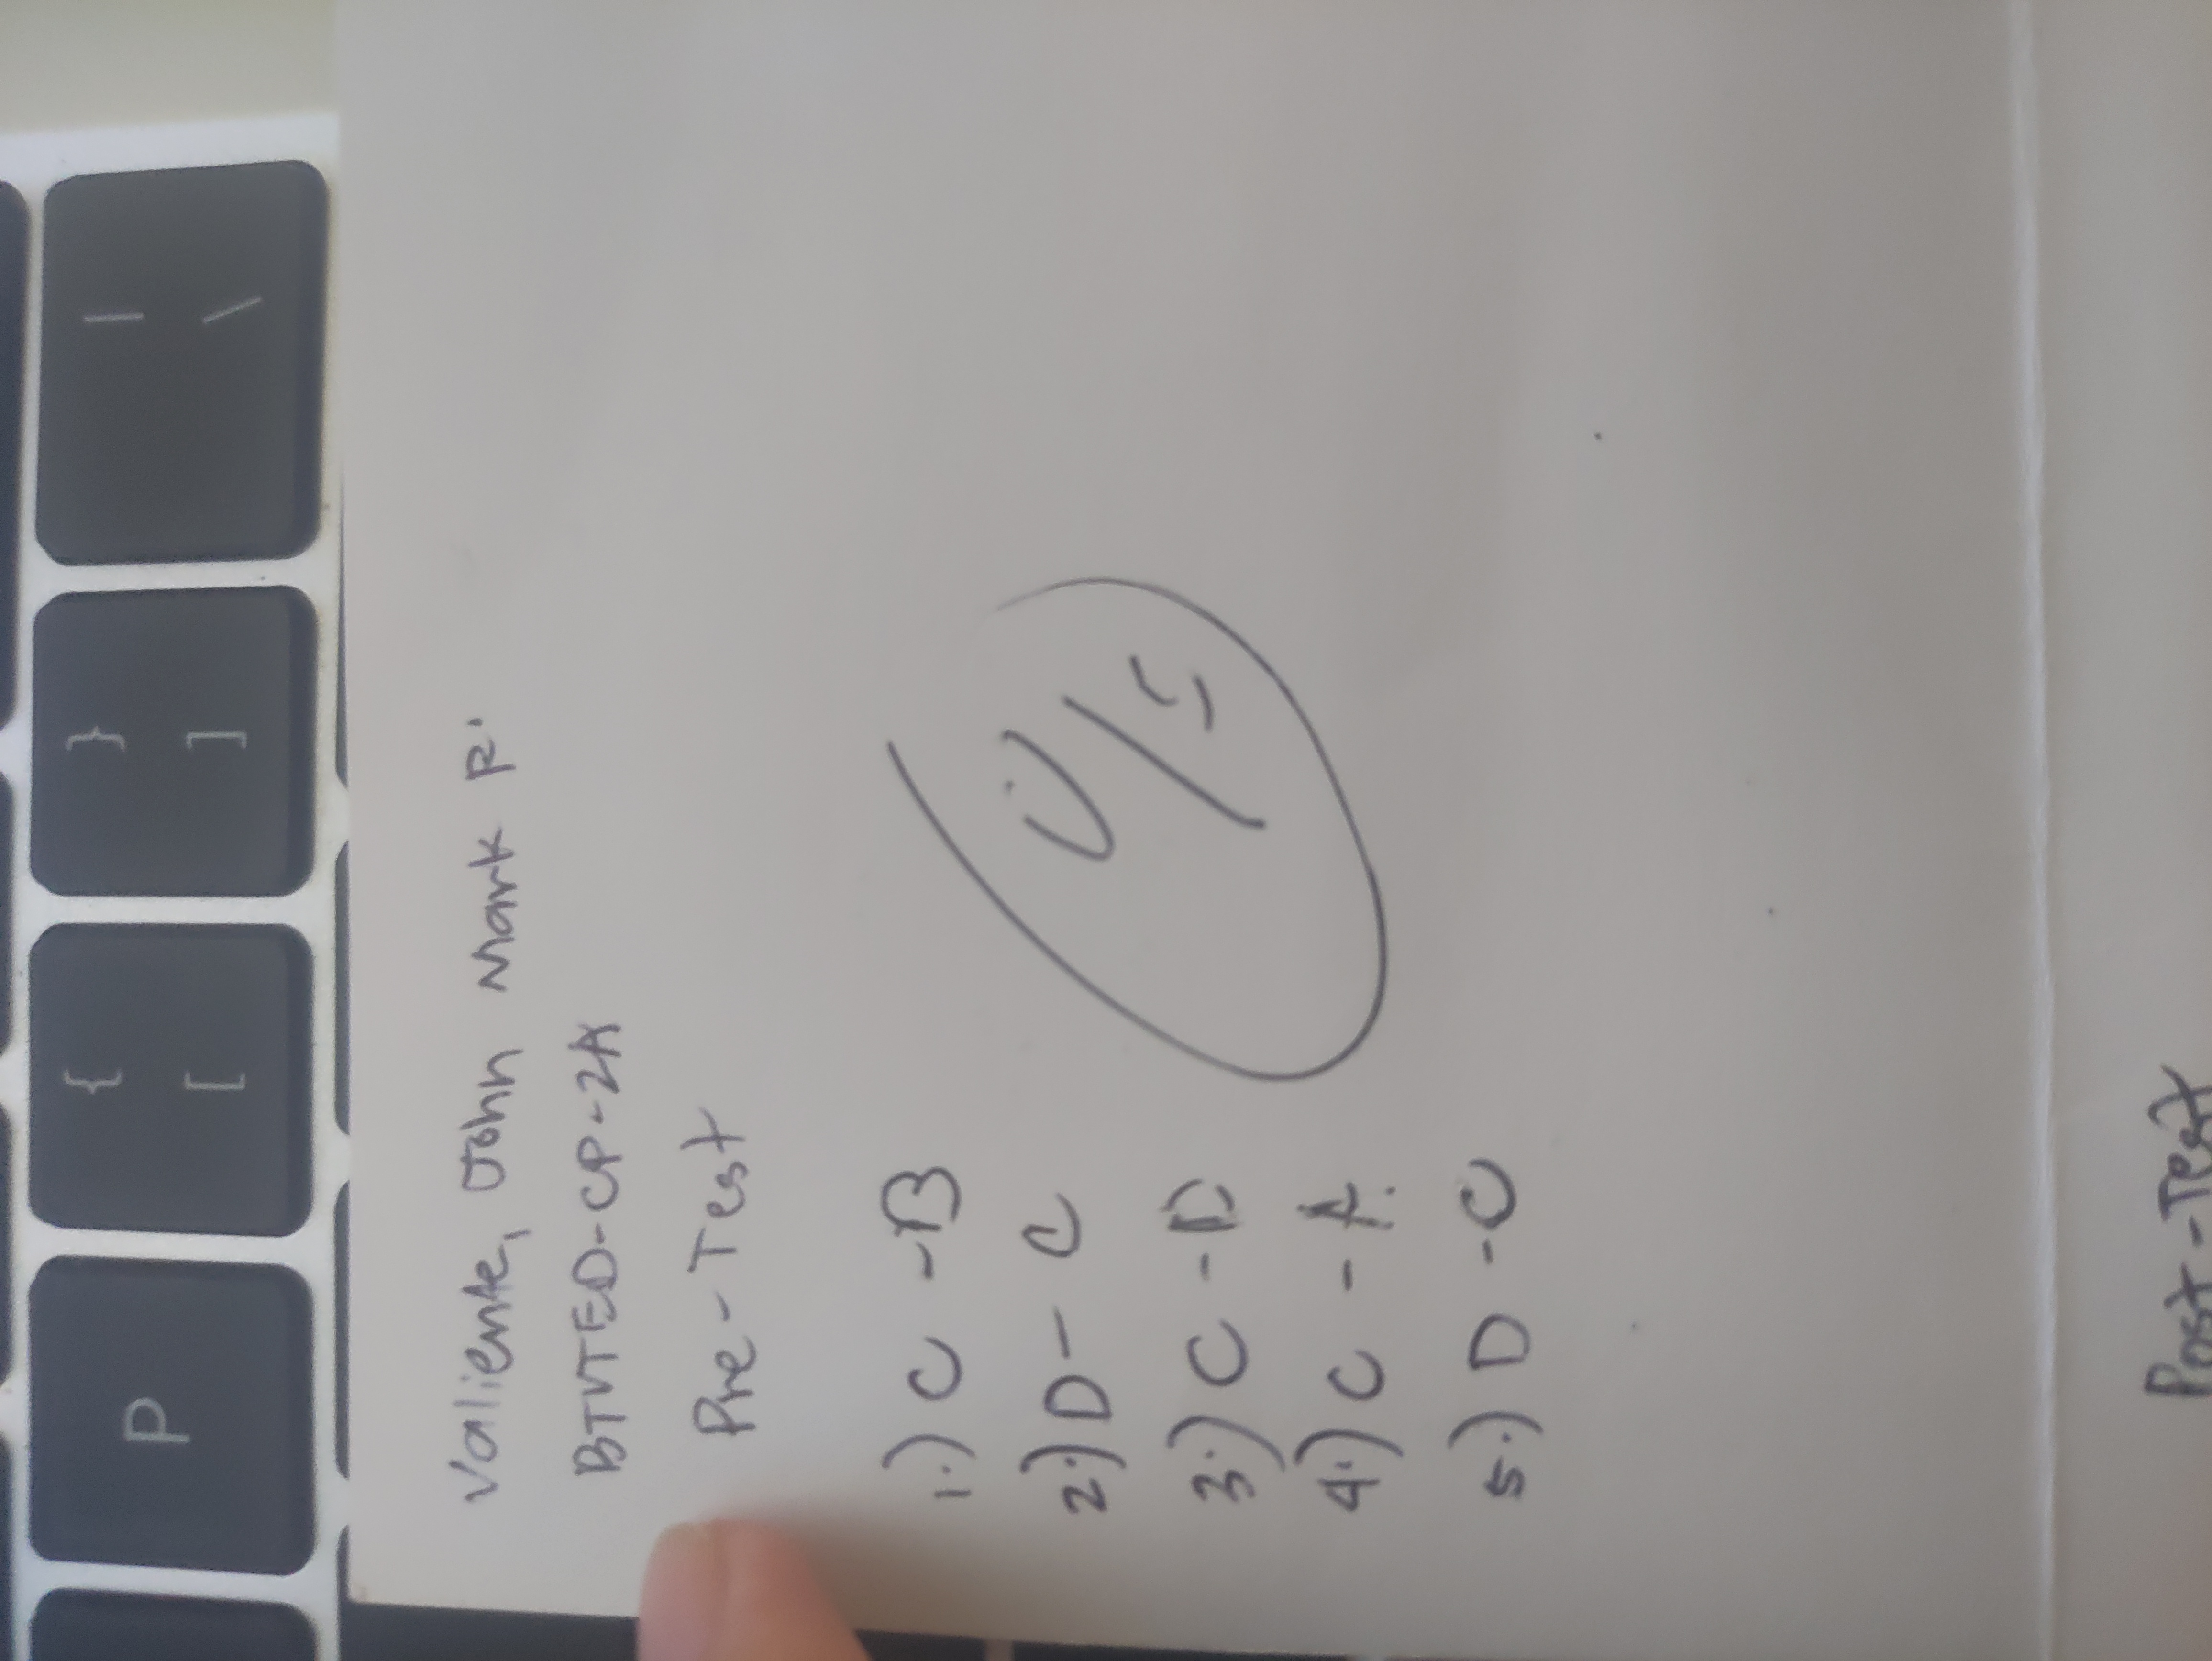 P { } |
[ ] \
Valiente, John Mark R.
BTVTED-CP-2A
Pre-Test
1.) C - B
2.) D - C
3.) C - D
4.) C - A
5.) D - C
0/5
Post-Test